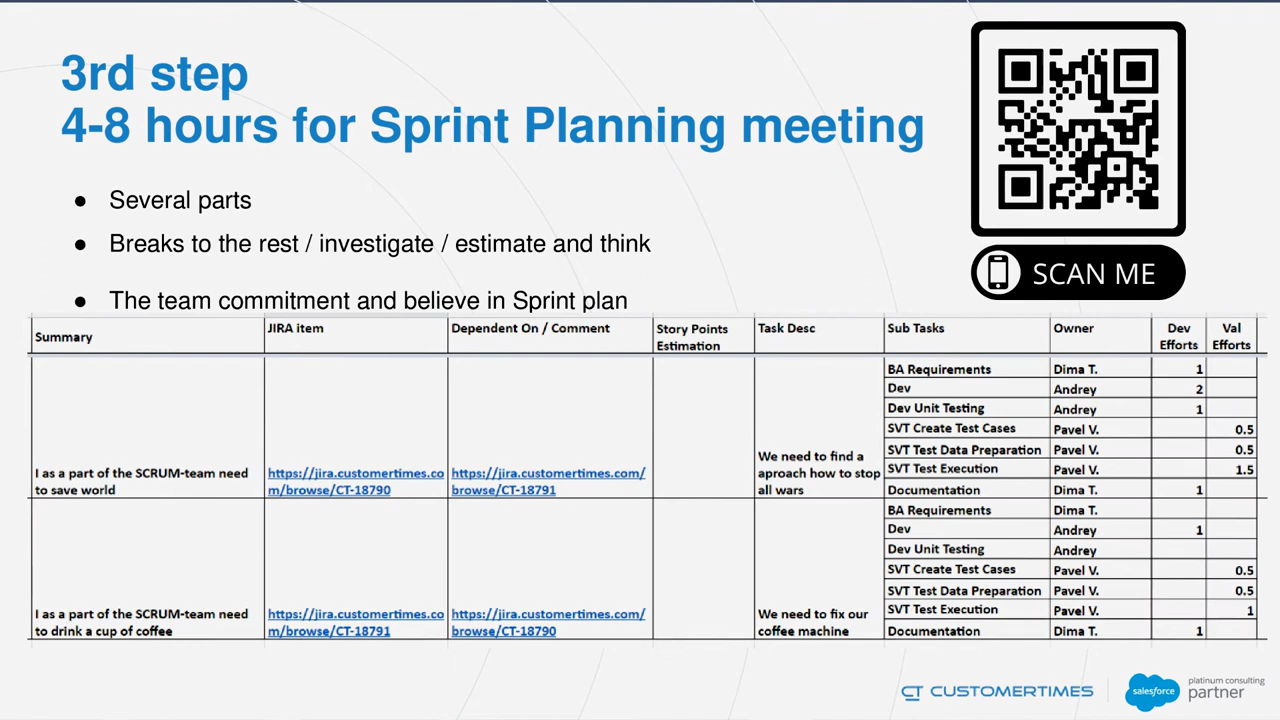 3rd step
4-8 hours for Sprint Planning meeting
● Several parts
● Breaks to the rest / investigate / estimate and think
● The team commitment and believe in Sprint plan
SCAN ME
Summary
JIRA item
Dependent On / Comment
Story Points
Estimation
Task Desc
Sub Tasks
Owner
Dev
Efforts
Val
Efforts
I as a part of the SCRUM-team need
to save world
https://jira.customertimes.co
m/browse/CT-18790
https://jira.customertimes.com/
browse/CT-18791
We need to find a
aproach how to stop
all wars
BA Requirements Dima T. 1
Dev Andrey 2
Dev Unit Testing Andrey 1
SVT Create Test Cases Pavel V. 0.5
SVT Test Data Preparation Pavel V. 0.5
SVT Test Execution Pavel V. 1.5
Documentation Dima T. 1
I as a part of the SCRUM-team need
to drink a cup of coffee
https://jira.customertimes.co
m/browse/CT-18791
https://jira.customertimes.com/
browse/CT-18790
We need to fix our
coffee machine
BA Requirements Dima T.
Dev Andrey 1
Dev Unit Testing Andrey
SVT Create Test Cases Pavel V. 0.5
SVT Test Data Preparation Pavel V. 0.5
SVT Test Execution Pavel V. 1
Documentation Dima T. 1
CT CUSTOMERTIMES
salesforce
platinum consulting
partner